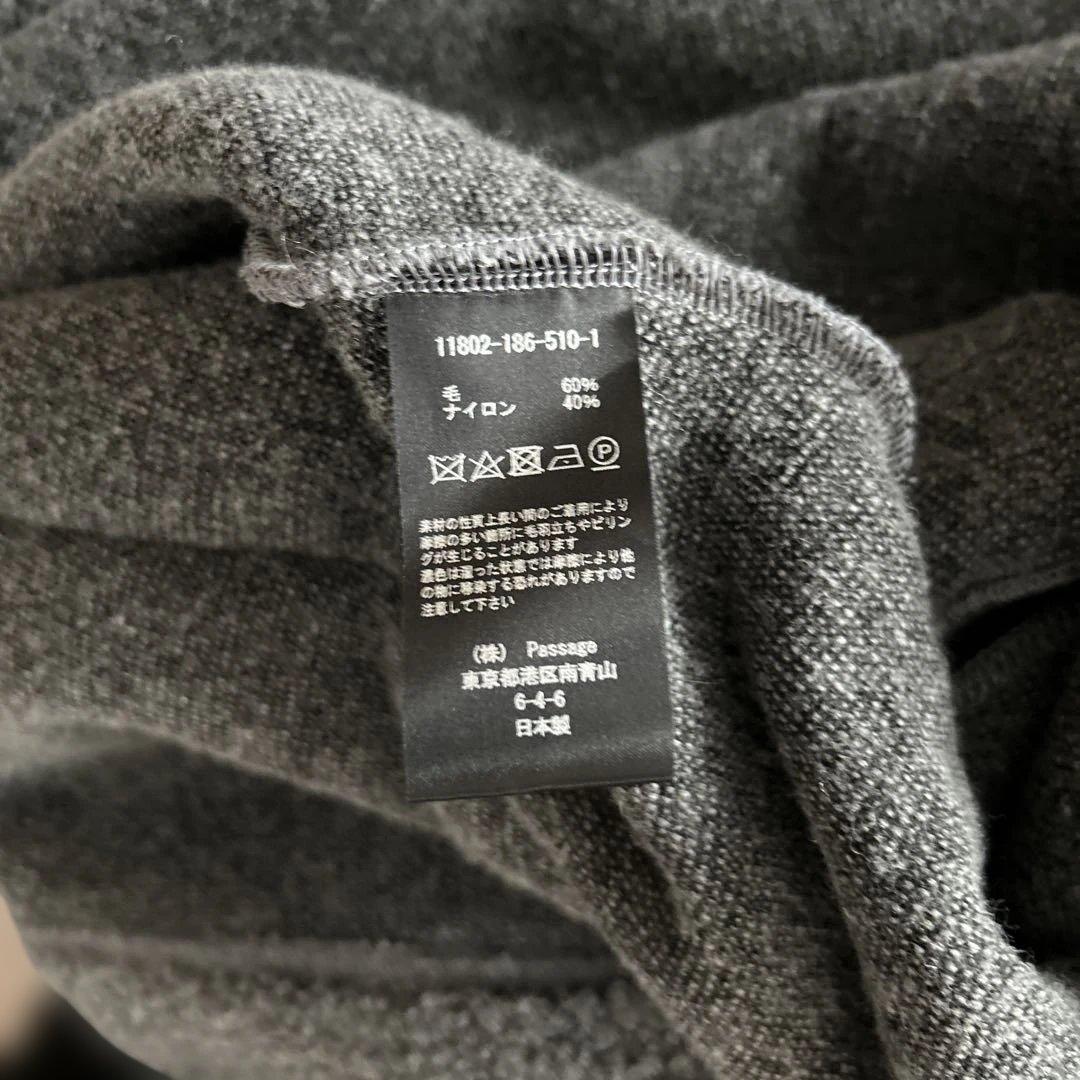 11802-186-510-1
毛 60%
ナイロン 40%
P
素材の性質上長い間のご着用により
摩擦の多い箇所に毛羽立ちやピリン
グが生じることがあります
濃色は湿った状態では摩擦により他
の物に移染する恐れがありますので
注意して下さい
(株) Passage
東京都港区南青山
6-4-6
日本製